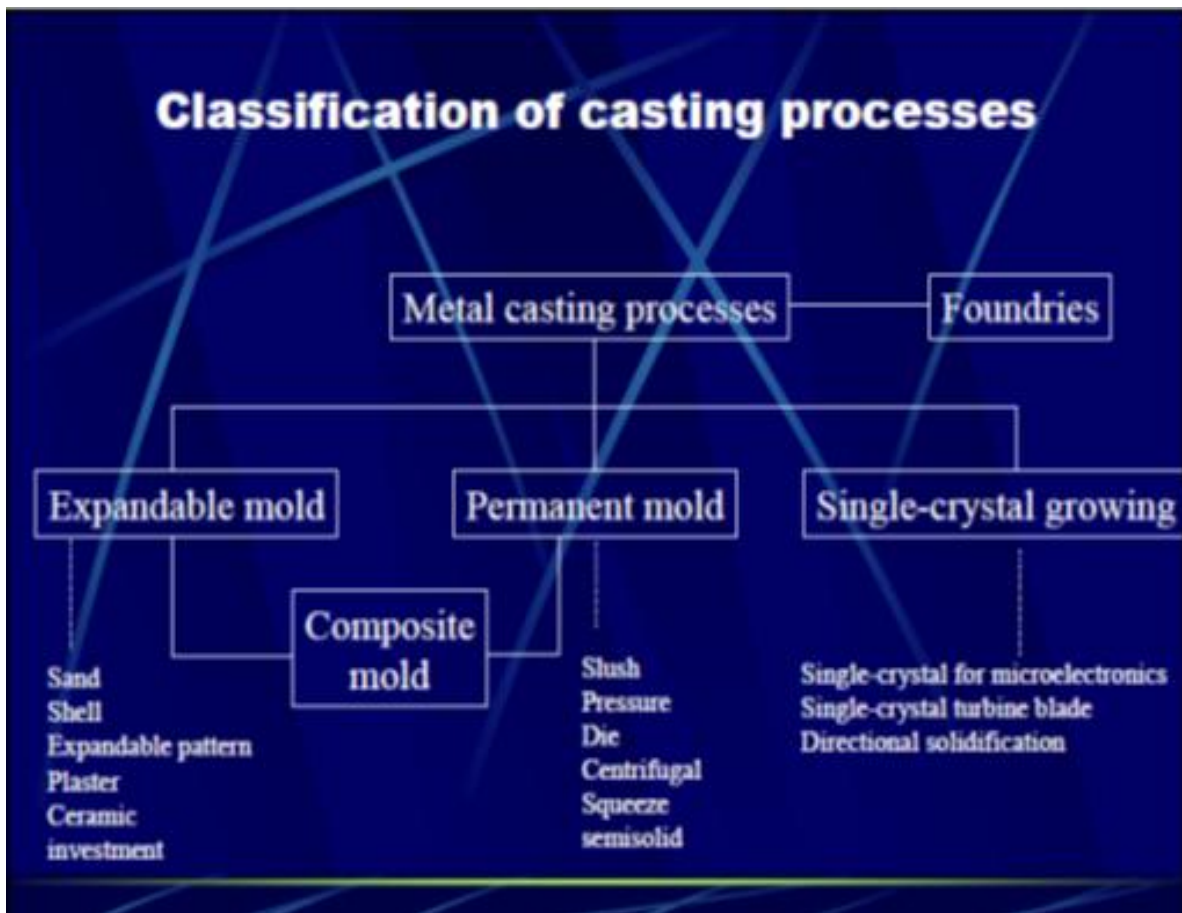 Classification of casting processes
Metal casting processes
Foundries
Expandable mold
Permanent mold
Single-crystal growing
Composite
mold
Sand
Shell
Expandable pattern
Plaster
Ceramic
investment
Slush
Pressure
Die
Centrifugal
Squeeze
semisolid
Single-crystal for microelectronics
Single-crystal turbine blade
Directional solidification